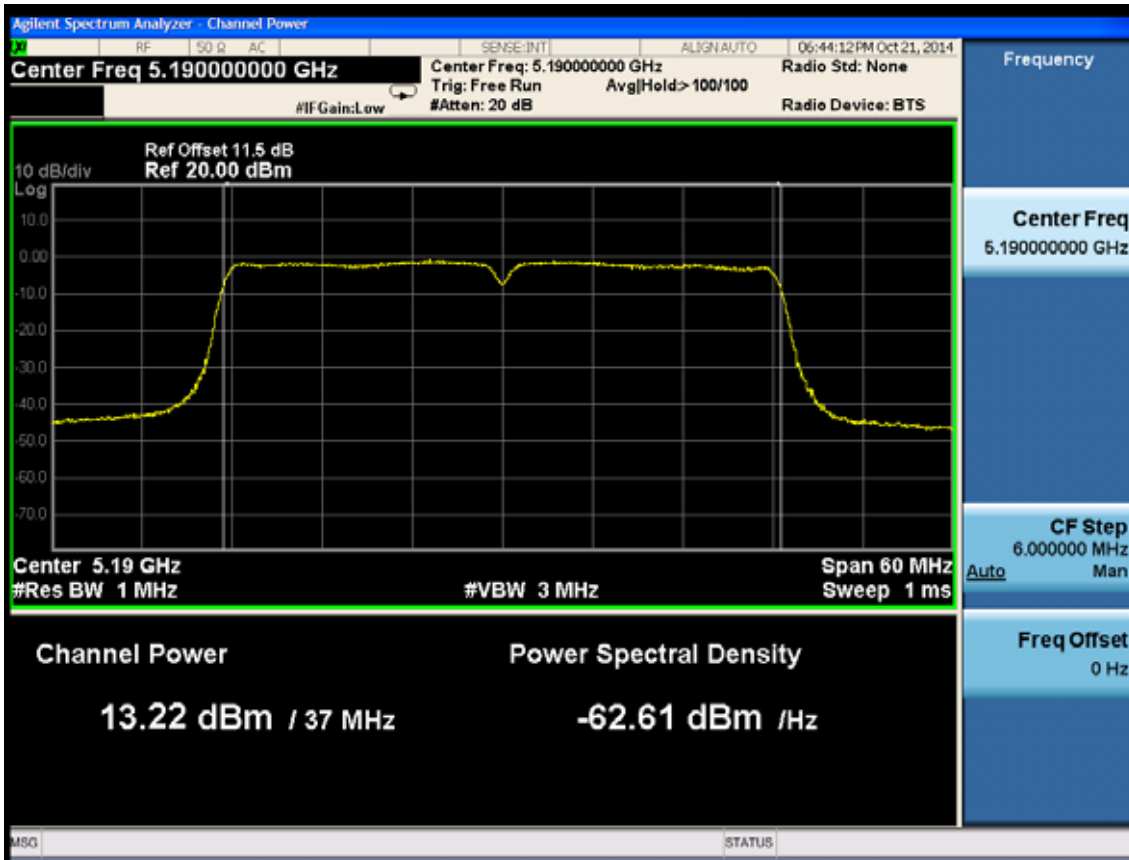 Agilent Spectrum Analyzer - Channel Power
RF 50 Ω AC SENSE:INT ALIGN AUTO 06:44:12 PM Oct 21, 2014
Center Freq 5.190000000 GHz
Center Freq: 5.190000000 GHz Radio Std: None
Trig: Free Run Avg|Hold:> 100/100
#IFGain:Low #Atten: 20 dB Radio Device: BTS
Ref Offset 11.5 dB
10 dB/div Ref 20.00 dBm
Log
10.0
0.00
-10.0
-20.0
-30.0
-40.0
-50.0
-60.0
-70.0
Center 5.19 GHz Span 60 MHz
#Res BW 1 MHz #VBW 3 MHz Sweep 1 ms
Channel Power Power Spectral Density
13.22 dBm / 37 MHz -62.61 dBm /Hz
MSG STATUS
Frequency
Center Freq
5.190000000 GHz
CF Step
6.000000 MHz
Auto Man
Freq Offset
0 Hz